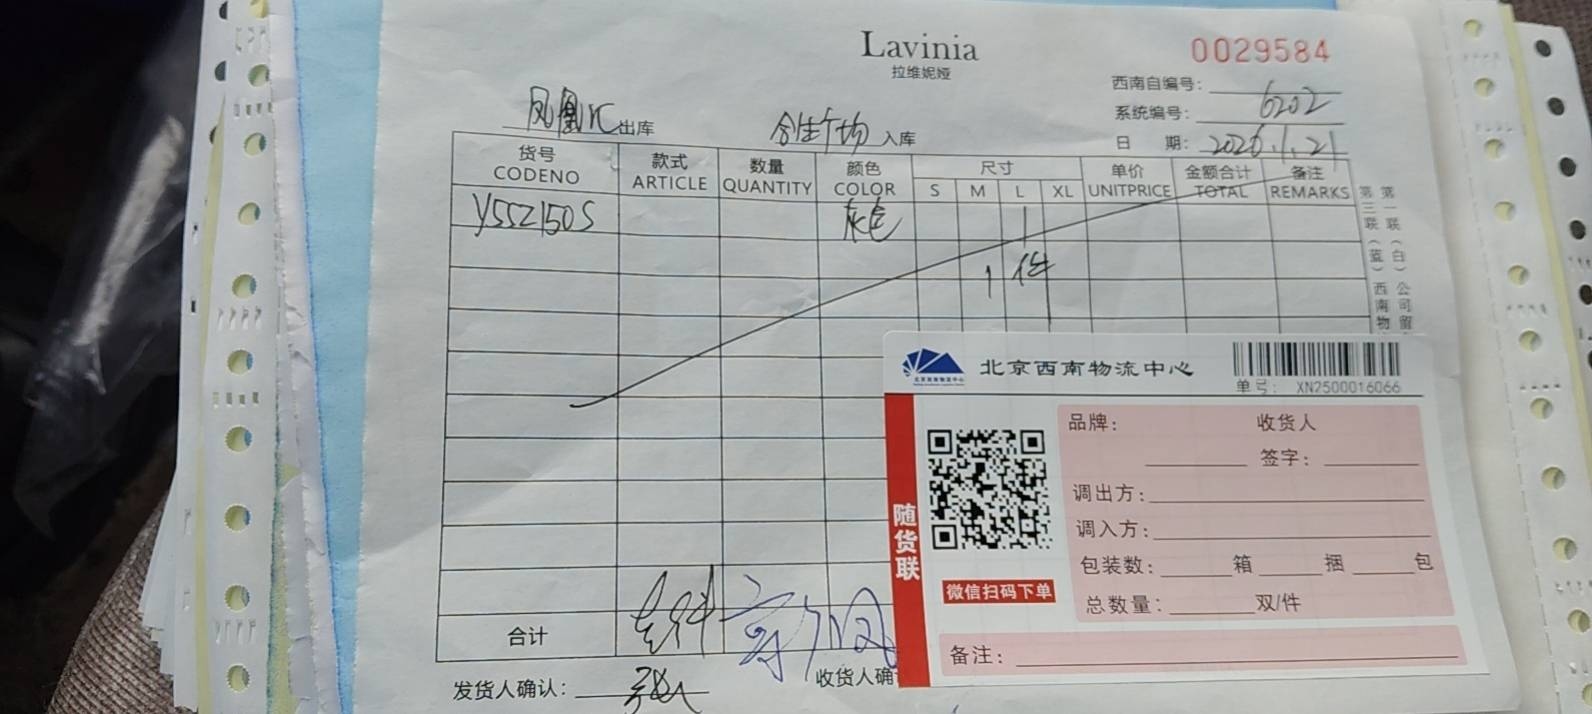 Lavinia
拉维妮娅
0029584
西南自编号：
系统编号： 6202
日 期： 2026.1.21
凤凰汇 出库 合生广场 入库
货号 款式 数量 颜色 尺寸 单价 金额合计 备注
CODENO ARTICLE QUANTITY COLOR S M L XL UNITPRICE TOTAL REMARKS
Y55Z150S 灰色 1
1件
第一联（白）公司留
第三联（蓝）西南物
北京西南物流中心
单号： XN2500016066
随货联
微信扫码下单
品牌： 收货人
签字：
调出方：
调入方：
包装数： 箱 捆 包
总数量： 双/件
备注：
合计
发货人确认： 收货人确